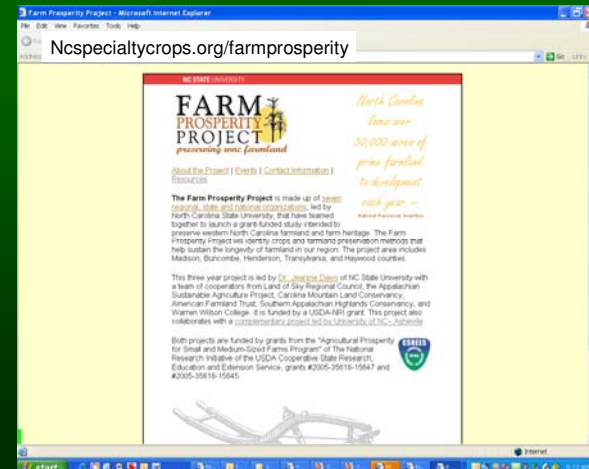 Farm Prosperity Project - Microsoft Internet Explorer
File Edit View Favorites Tools Help
Address
Ncspecialtycrops.org/farmprosperity
Go Links
NC STATE UNIVERSITY
FARM
PROSPERITY
PROJECT
preserving wnc farmland
North Carolina
loses over
30,000 acres of
prime farmland
to development
each year –
About the Project | Events | Contact Information |
Resources
The Farm Prosperity Project is made up of seven
regional, state and national organizations, led by
North Carolina State University, that have teamed
together to launch a grant-funded study intended to
preserve western North Carolina farmland and farm heritage. The Farm
Prosperity Project will identify crops and farmland preservation methods that
help sustain the longevity of farmland in our region. The project area includes
Madison, Buncombe, Henderson, Transylvania, and Haywood counties.
This three year project is led by Dr. Jeanine Davis of NC State University with
a team of cooperators from Land of Sky Regional Council, the Appalachian
Sustainable Agriculture Project, Carolina Mountain Land Conservancy,
American Farmland Trust, Southern Appalachian Highlands Conservancy, and
Warren Wilson College. It is funded by a USDA-NRI grant. This project also
collaborates with a complementary project led by University of NC– Asheville
Both projects are funded by grants from the "Agricultural Prosperity
for Small and Medium-Sized Farms Program" of The National
Research Initiative of the USDA Cooperative State Research,
Education and Extension Service, grants #2005-35618-15647 and
#2005-35618-15645
CSREES
Internet
start